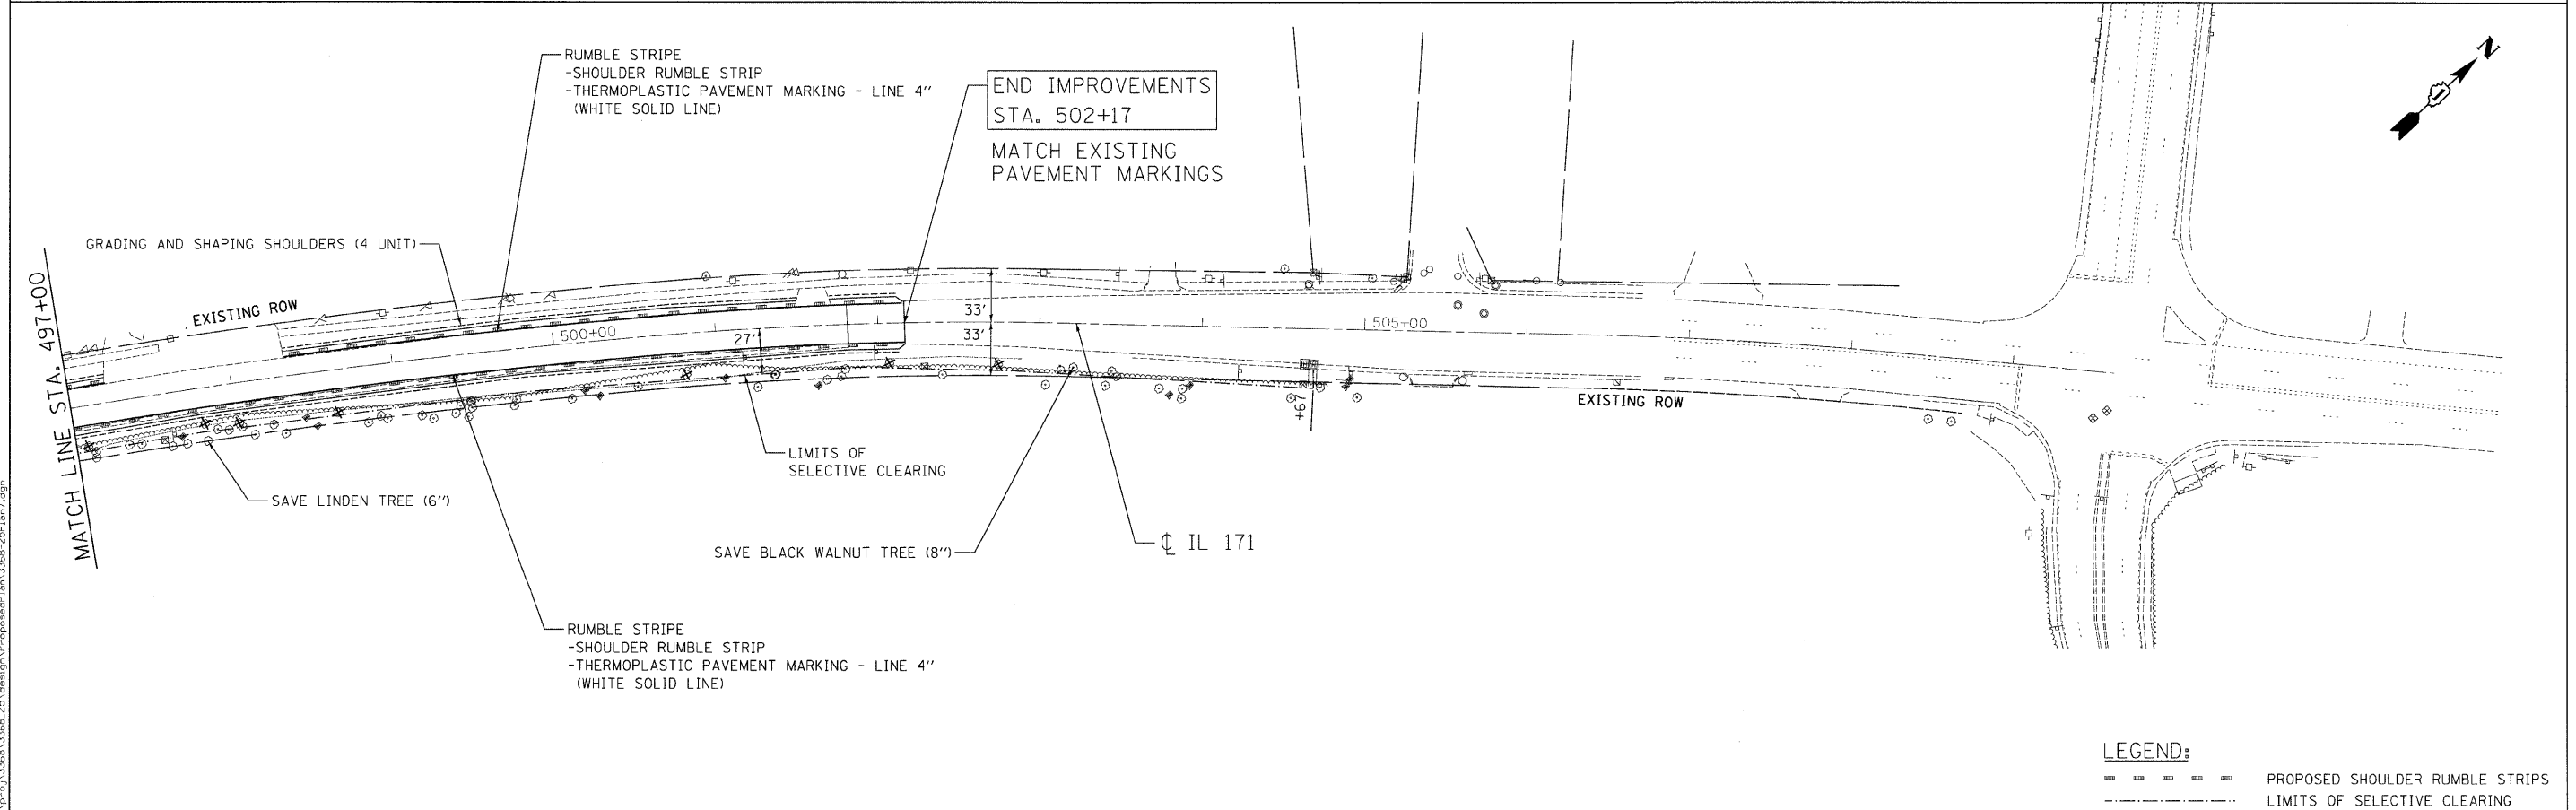 RUMBLE STRIPE
-SHOULDER RUMBLE STRIP
-THERMOPLASTIC PAVEMENT MARKING - LINE 4"
(WHITE SOLID LINE)
END IMPROVEMENTS
STA. 502+17
MATCH EXISTING
PAVEMENT MARKINGS
N
GRADING AND SHAPING SHOULDERS (4 UNIT)
MATCH LINE STA. 497+00
EXISTING ROW
500+00
27'
33'
33'
505+00
+67
EXISTING ROW
LIMITS OF
SELECTIVE CLEARING
SAVE LINDEN TREE (6")
SAVE BLACK WALNUT TREE (8")
℄ IL 171
RUMBLE STRIPE
-SHOULDER RUMBLE STRIP
-THERMOPLASTIC PAVEMENT MARKING - LINE 4"
(WHITE SOLID LINE)
LEGEND:
PROPOSED SHOULDER RUMBLE STRIPS
LIMITS OF SELECTIVE CLEARING